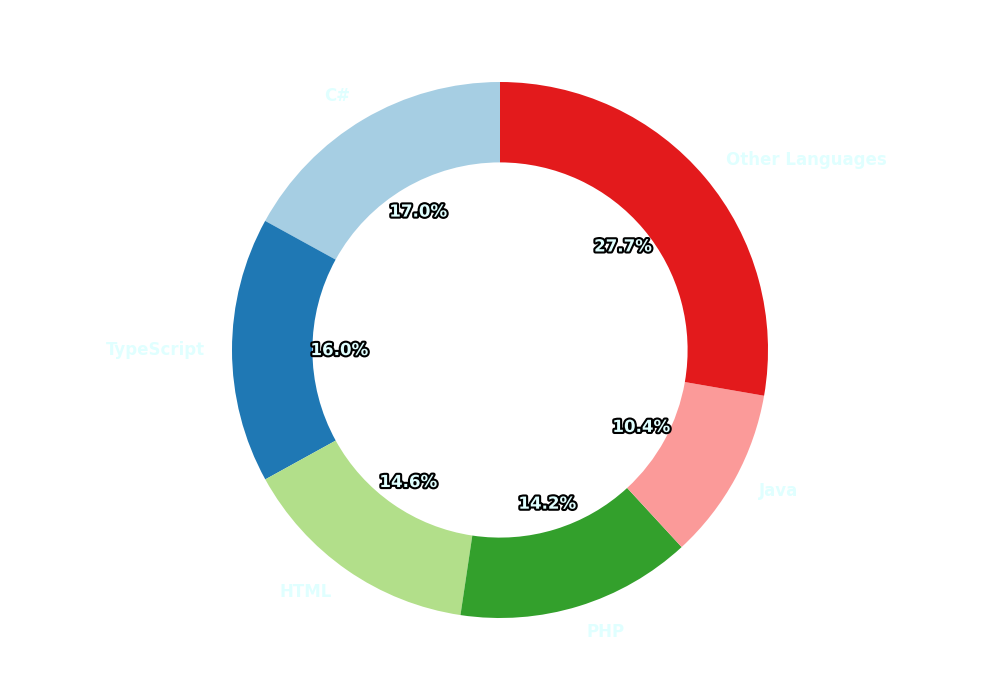 C#
Other Languages
17.0%
27.7%
TypeScript
16.0%
10.4%
14.6%
Java
14.2%
HTML
PHP